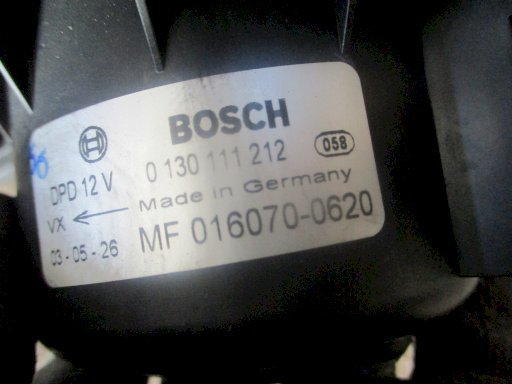 BOSCH
DPD 12 V 0 130 111 212 058
VX Made in Germany
03-05-26 MF 016070-0620